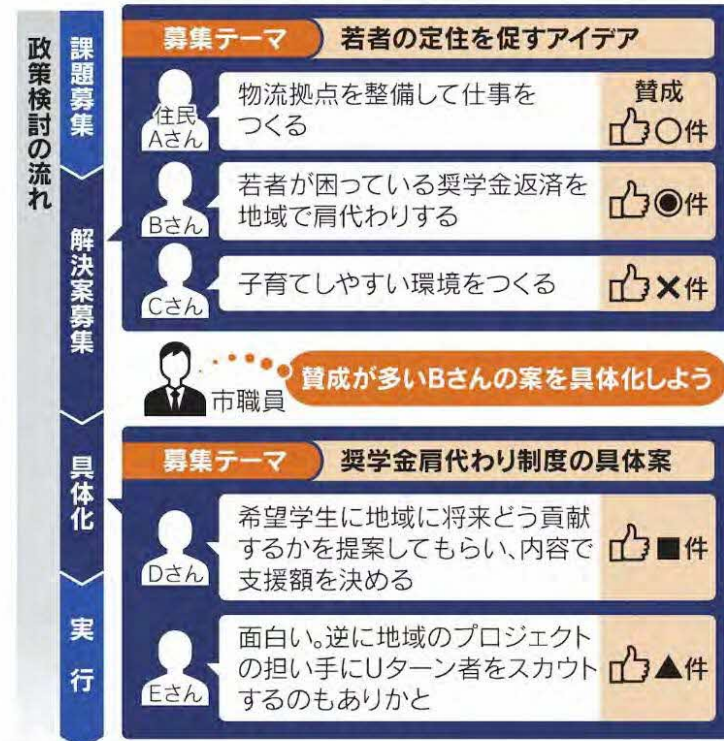 政策検討の流れ
課題募集
解決案募集
具体化
実行
募集テーマ 若者の定住を促すアイデア
住民
Aさん
物流拠点を整備して仕事を
つくる
賛成
○件
Bさん
若者が困っている奨学金返済を
地域で肩代わりする
◉件
Cさん
子育てしやすい環境をつくる
×件
市職員
賛成が多いBさんの案を具体化しよう
募集テーマ 奨学金肩代わり制度の具体案
Dさん
希望学生に地域に将来どう貢献
するかを提案してもらい、内容で
支援額を決める
■件
Eさん
面白い。逆に地域のプロジェクト
の担い手にUターン者をスカウト
するのもありかと
▲件